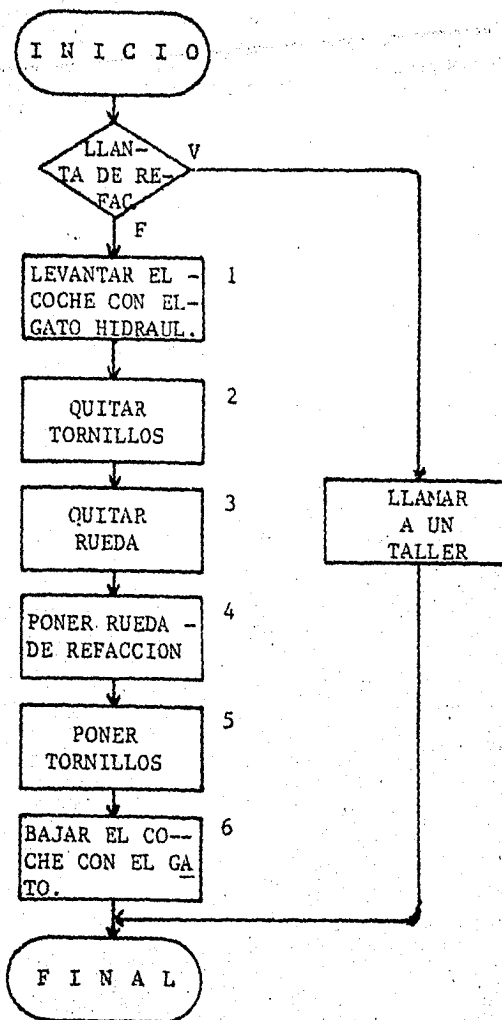 I N I C I O
LLAN-
TA DE RE-
FAC.
V
F
LEVANTAR EL -
COCHE CON EL-
GATO HIDRAUL.
1
QUITAR
TORNILLOS
2
QUITAR
RUEDA
3
LLAMAR
A UN
TALLER
PONER RUEDA -
DE REFACCION
4
PONER
TORNILLOS
5
BAJAR EL CO--
CHE CON EL GA
TO.
6
F I N A L